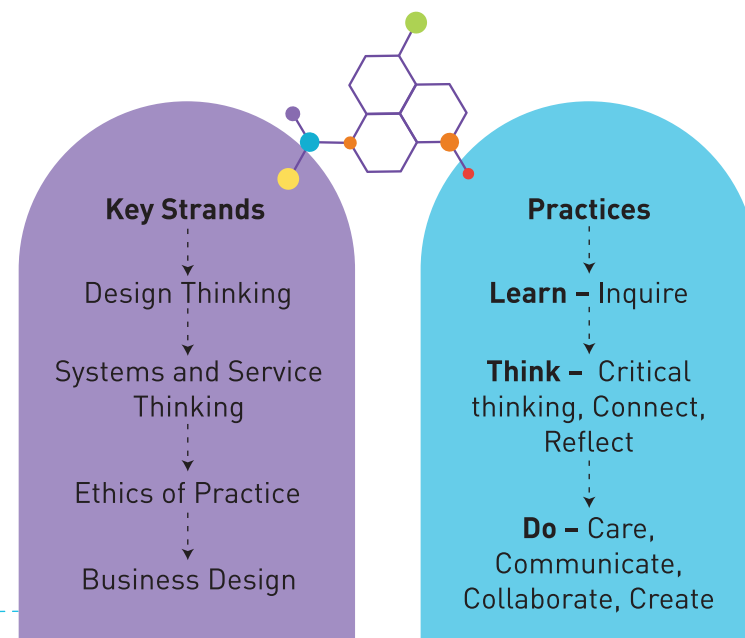 Key Strands
Design Thinking
Systems and Service
Thinking
Ethics of Practice
Business Design
Practices
Learn – Inquire
Think – Critical
thinking, Connect,
Reflect
Do – Care,
Communicate,
Collaborate, Create